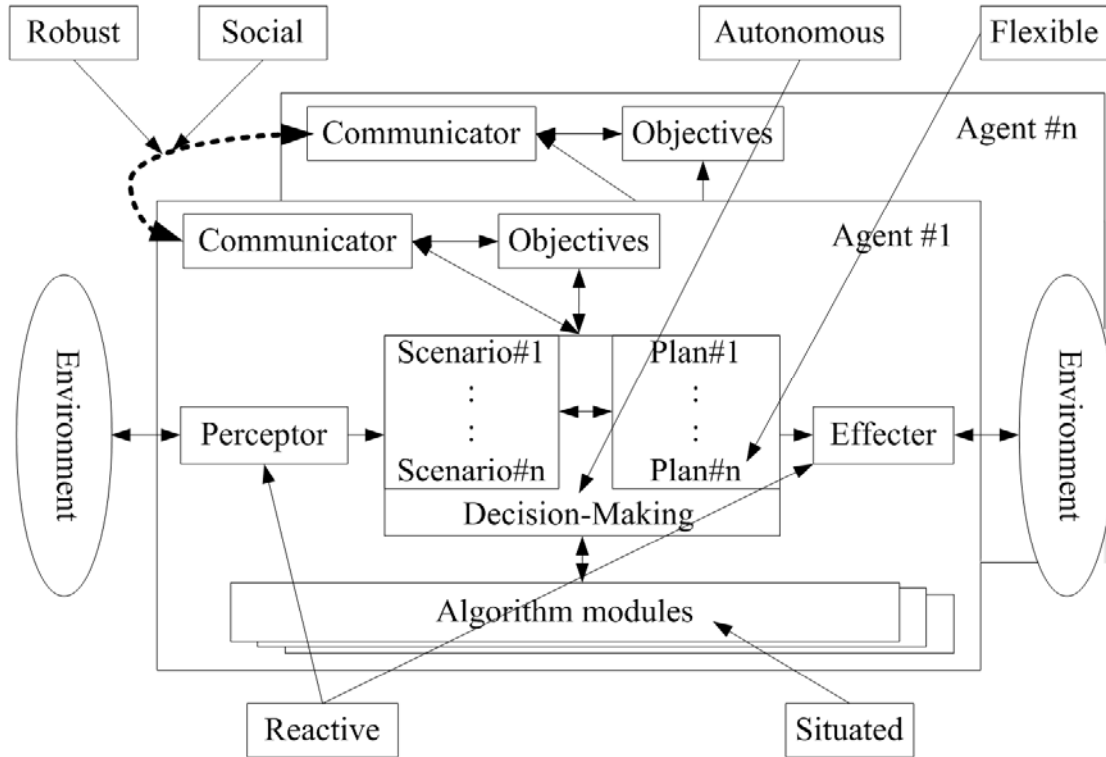 Robust
Social
Autonomous
Flexible
Communicator
Objectives
Agent #n
Communicator
Objectives
Agent #1
Environment
Perceptor
Scenario#1
:
:
Scenario#n
Plan#1
:
:
Plan#n
Decision-Making
Effecter
Environment
Algorithm modules
Reactive
Situated